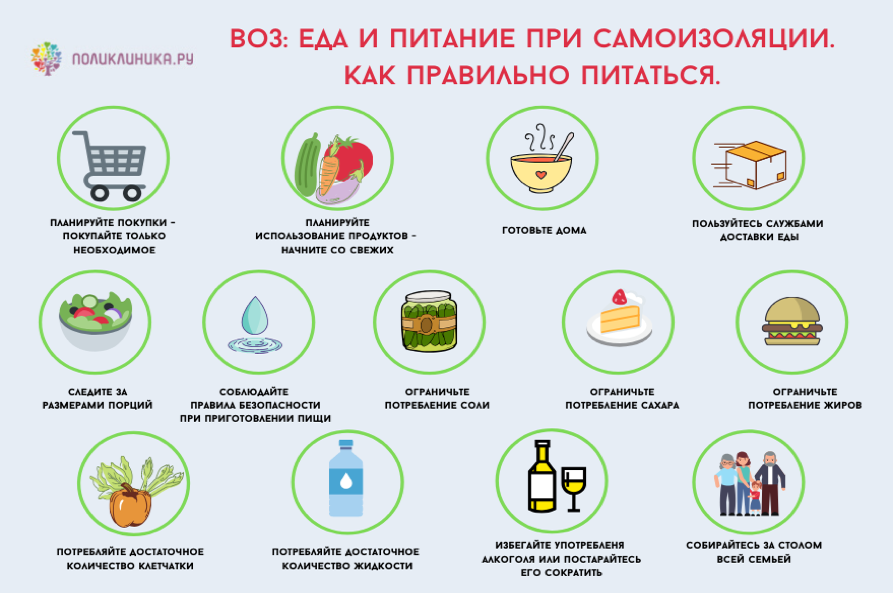 ВОЗ: ЕДА И ПИТАНИЕ ПРИ САМОИЗОЛЯЦИИ.
ПОЛИКЛИНИКА.РУ
КАК ПРАВИЛЬНО ПИТАТЬСЯ.
ПЛАНИРУЙТЕ ПОКУПКИ –
ПОКУПАЙТЕ ТОЛЬКО
НЕОБХОДИМОЕ
ПЛАНИРУЙТЕ
ИСПОЛЬЗОВАНИЕ ПРОДУКТОВ –
НАЧНИТЕ СО СВЕЖИХ
ГОТОВЬТЕ ДОМА
ПОЛЬЗУЙТЕСЬ СЛУЖБАМИ
ДОСТАВКИ ЕДЫ
СЛЕДИТЕ ЗА
РАЗМЕРАМИ ПОРЦИЙ
СОБЛЮДАЙТЕ
ПРАВИЛА БЕЗОПАСНОСТИ
ПРИ ПРИГОТОВЛЕНИИ ПИЩИ
ОГРАНИЧЬТЕ
ПОТРЕБЛЕНИЕ СОЛИ
ОГРАНИЧЬТЕ
ПОТРЕБЛЕНИЕ САХАРА
ОГРАНИЧЬТЕ
ПОТРЕБЛЕНИЕ ЖИРОВ
ПОТРЕБЛЯЙТЕ ДОСТАТОЧНОЕ
КОЛИЧЕСТВО КЛЕТЧАТКИ
ПОТРЕБЛЯЙТЕ ДОСТАТОЧНОЕ
КОЛИЧЕСТВО ЖИДКОСТИ
ИЗБЕГАЙТЕ УПОТРЕБЛЕНЯ
АЛКОГОЛЯ ИЛИ ПОСТАРАЙТЕСЬ
ЕГО СОКРАТИТЬ
СОБИРАЙТЕСЬ ЗА СТОЛОМ
ВСЕЙ СЕМЬЕЙ